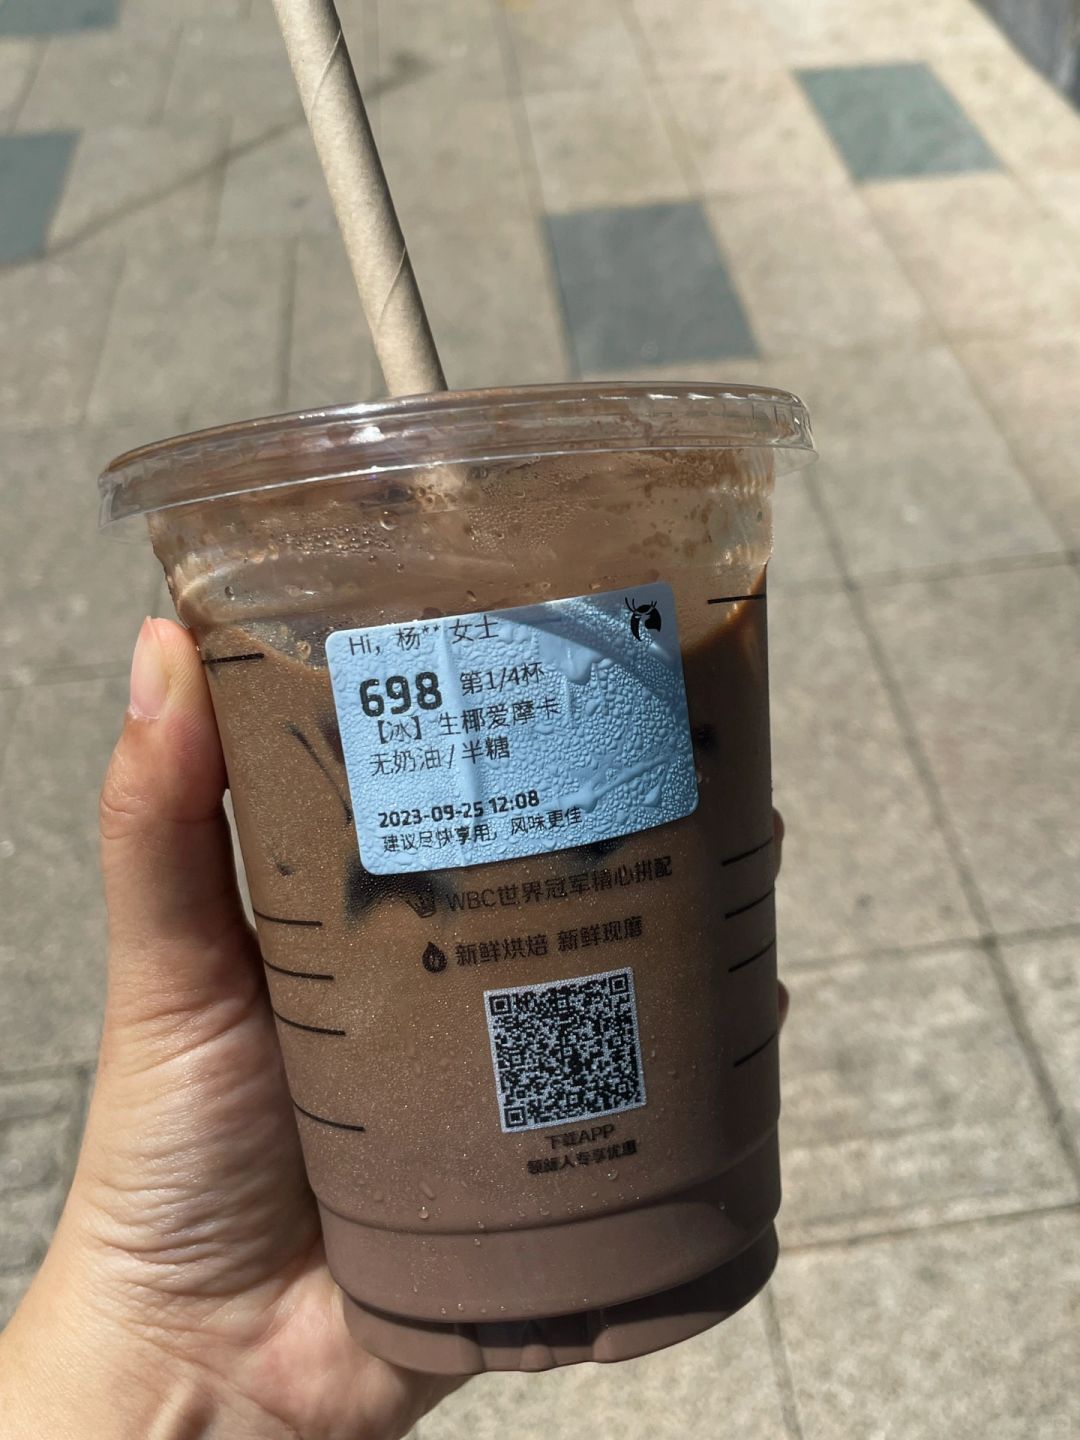 Hi，杨** 女士
698 第1/4杯
【冰】生椰爱摩卡
无奶油/半糖
2023-09-25 12:08
建议尽快享用，风味更佳
WBC世界冠军精心拼配
新鲜烘焙 新鲜现磨
下载APP
领新人专享优惠